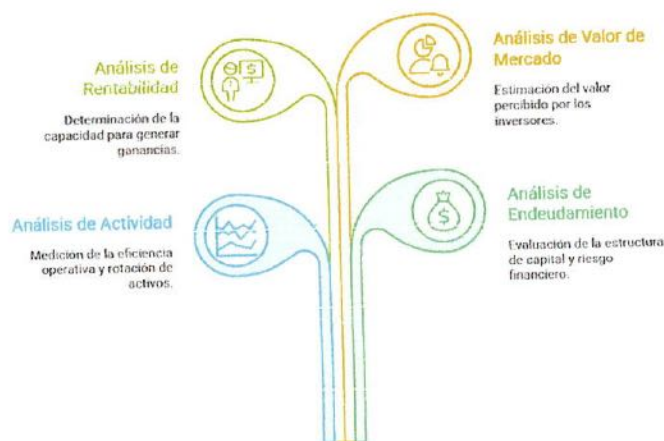 Análisis de
Rentabilidad
Determinación de la
capacidad para generar
ganancias.
Análisis de Valor de
Mercado
Estimación del valor
percibido por los
inversores.
Análisis de Actividad
Medición de la eficiencia
operativa y rotación de
activos.
Análisis de
Endeudamiento
Evaluación de la estructura
de capital y riesgo
financiero.